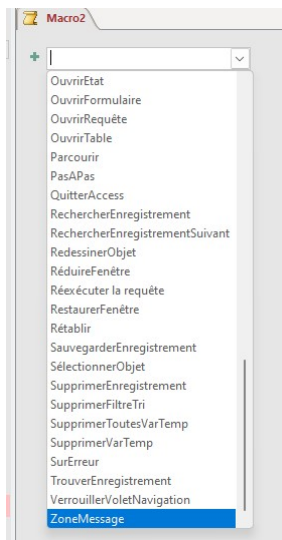 Macro2
OuvrirEtat
OuvrirFormulaire
OuvrirRequête
OuvrirTable
Parcourir
PasAPas
QuitterAccess
RechercherEnregistrement
RechercherEnregistrementSuivant
RedessinerObjet
RéduireFenêtre
Réexécuter la requête
RestaurerFenêtre
Rétablir
SauvegarderEnregistrement
SélectionnerObjet
SupprimerEnregistrement
SupprimerFiltreTri
SupprimerToutesVarTemp
SupprimerVarTemp
SurErreur
TrouverEnregistrement
VerrouillerVoletNavigation
ZoneMessage